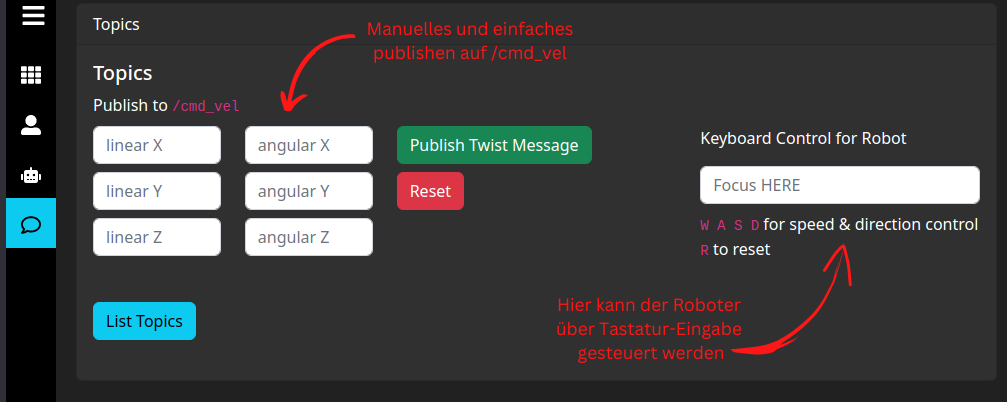 Topics
Manuelles und einfaches
publishen auf /cmd_vel
Topics
Publish to /cmd_vel
linear X
angular X
Publish Twist Message
linear Y
angular Y
Reset
linear Z
angular Z
Keyboard Control for Robot
Focus HERE
W A S D for speed & direction control
R to reset
List Topics
Hier kann der Roboter
über Tastatur-Eingabe
gesteuert werden